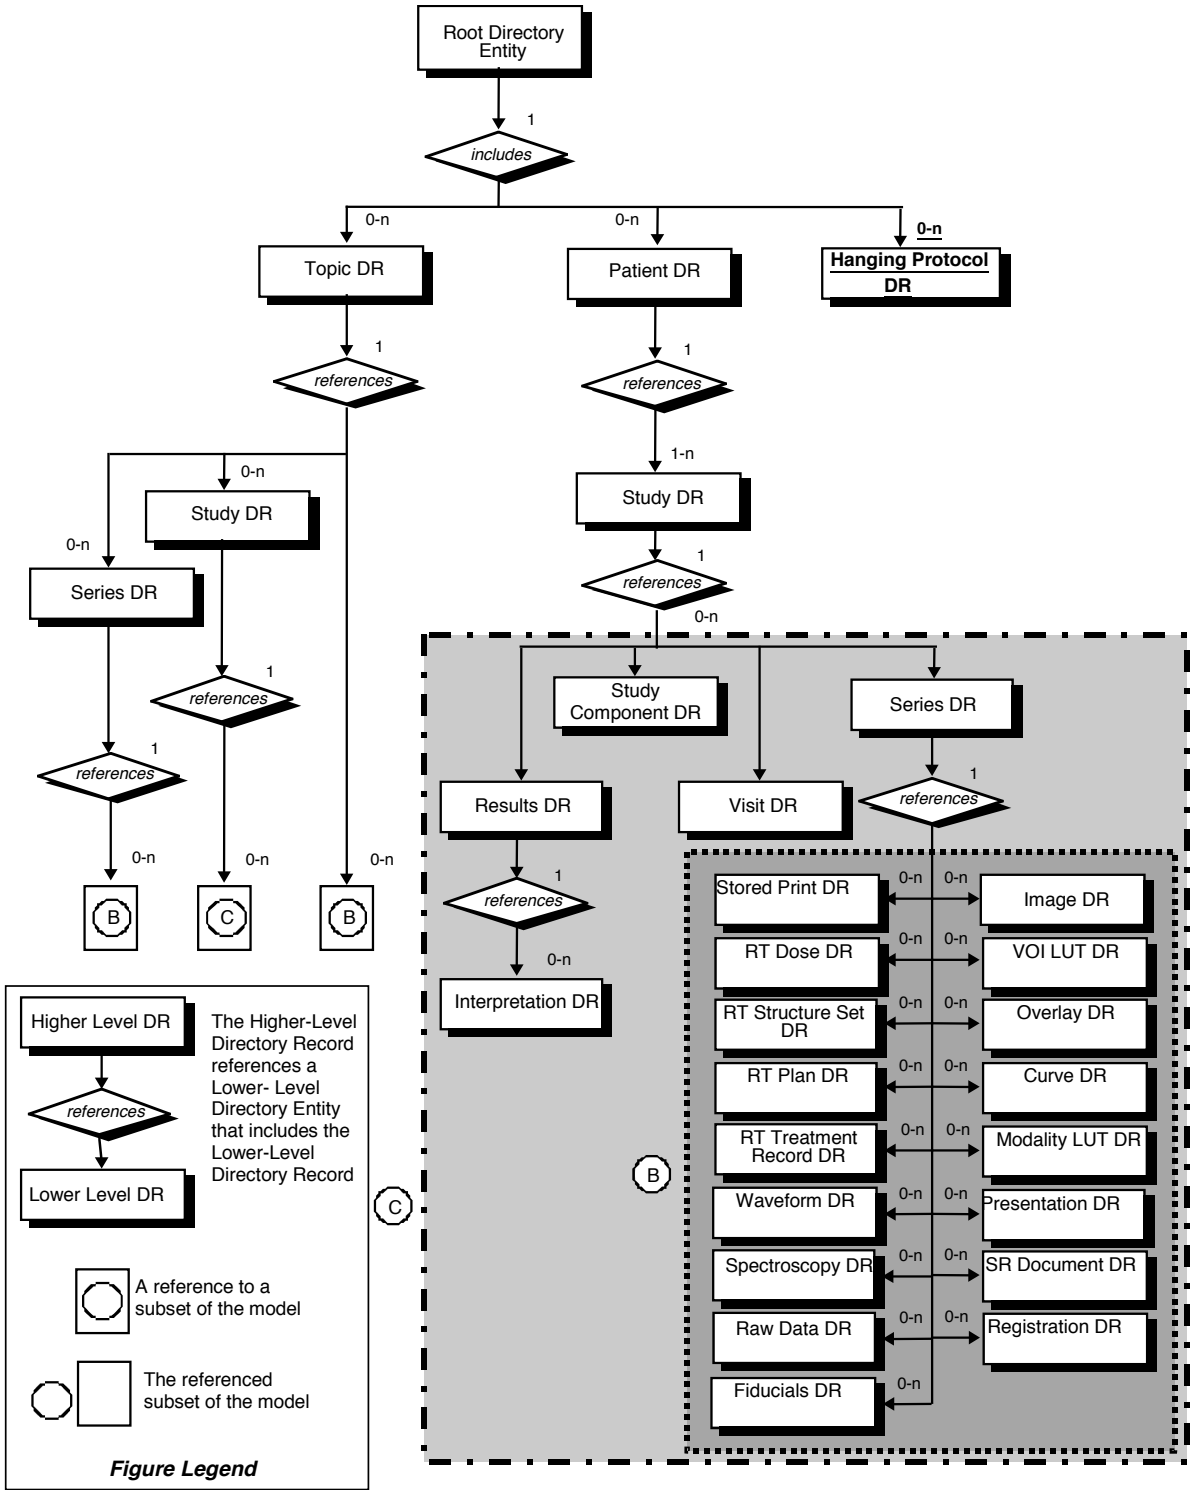 Root Directory
Entity
1
includes
0-n
0-n
0-n
Topic DR
Patient DR
Hanging Protocol
DR
1
references
1
references
0-n
1-n
Study DR
Study DR
0-n
Series DR
1
references
0-n
1
references
Study
Component DR
Series DR
1
references
Results DR
Visit DR
1
references
0-n
0-n
0-n
B
C
B
1
references
0-n
Interpretation DR
0-n
0-n
Stored Print DR
Image DR
0-n
0-n
RT Dose DR
VOI LUT DR
0-n
0-n
RT Structure Set
DR
Overlay DR
0-n
0-n
RT Plan DR
Curve DR
0-n
0-n
RT Treatment
Record DR
Modality LUT DR
0-n
0-n
Waveform DR
Presentation DR
0-n
0-n
Spectroscopy DR
SR Document DR
0-n
0-n
Raw Data DR
Registration DR
0-n
Fiducials DR
B
C
Higher Level DR
references
Lower Level DR
The Higher-Level
Directory Record
references a
Lower- Level
Directory Entity
that includes the
Lower-Level
Directory Record
A reference to a
subset of the model
The referenced
subset of the model
Figure Legend